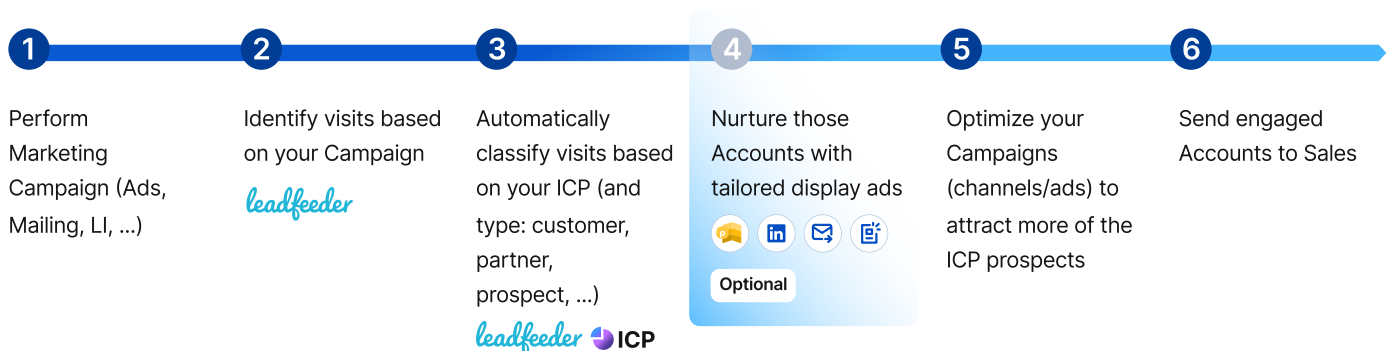 1
Perform
Marketing
Campaign (Ads,
Mailing, LI, ...)
2
Identify visits based
on your Campaign
leadfeeder
3
Automatically
classify visits based
on your ICP (and
type: customer,
partner,
prospect, ...)
leadfeeder ICP
4
Nurture those
Accounts with
tailored display ads
P in
Optional
5
Optimize your
Campaigns
(channels/ads) to
attract more of the
ICP prospects
6
Send engaged
Accounts to Sales